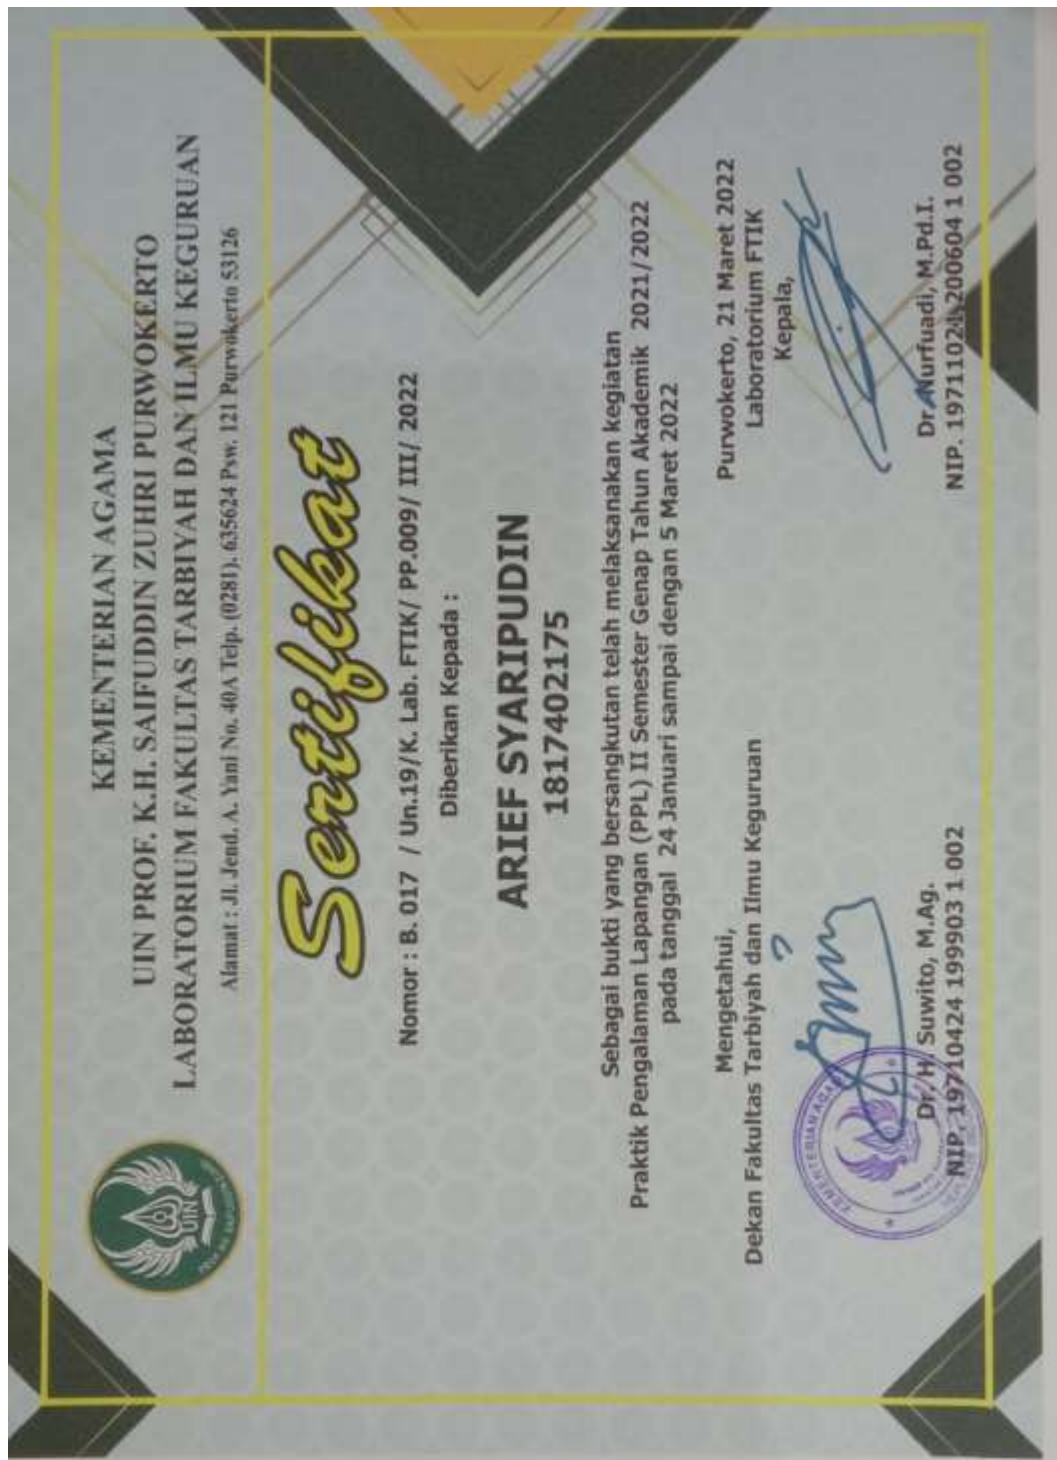 KEMENTERIAN AGAMA
UIN PROF. K.H. SAIFUDDIN ZUHRI PURWOKERTO
LABORATORIUM FAKULTAS TARBIYAH DAN ILMU KEGURUAN
Alamat : Jl. Jend. A. Yani No. 40A Telp. (0281). 635624 Psw. 121 Purwokerto 53126
UIN
Sertifikat
Nomor : B. 017 / Un.19/K. Lab. FTIK/ PP.009/ III/ 2022
Diberikan Kepada :
ARIEF SYARIPUDIN
1817402175
Sebagai bukti yang bersangkutan telah melaksanakan kegiatan
Praktik Pengalaman Lapangan (PPL) II Semester Genap Tahun Akademik 2021/2022
pada tanggal 24 Januari sampai dengan 5 Maret 2022
Mengetahui,
Dekan Fakultas Tarbiyah dan Ilmu Keguruan
KEMENTERIAN AGAMA
Dr. H. Suwito, M.Ag.
NIP. 19710424 199903 1 002
Purwokerto, 21 Maret 2022
Laboratorium FTIK
Kepala,
Dr. Nurfuadi, M.Pd.I.
NIP. 19711021 200604 1 002